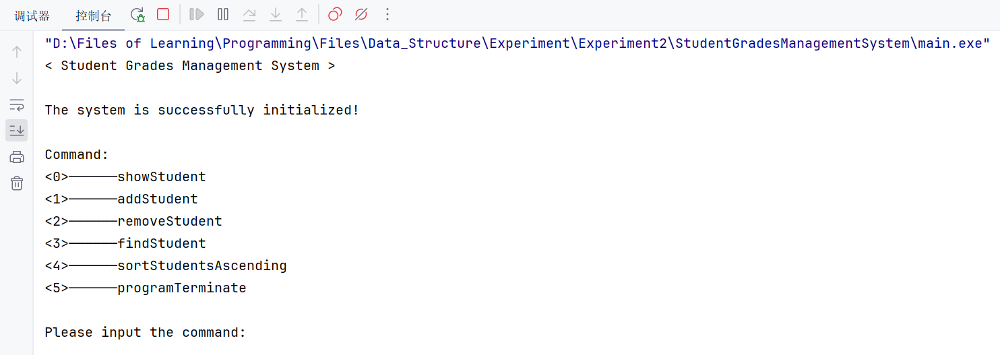 调试器 控制台
"D:\Files of Learning\Programming\Files\Data_Structure\Experiment\Experiment2\StudentGradesManagementSystem\main.exe"
< Student Grades Management System >
The system is successfully initialized!
Command:
<0>——————showStudent
<1>——————addStudent
<2>——————removeStudent
<3>——————findStudent
<4>——————sortStudentsAscending
<5>——————programTerminate
Please input the command: